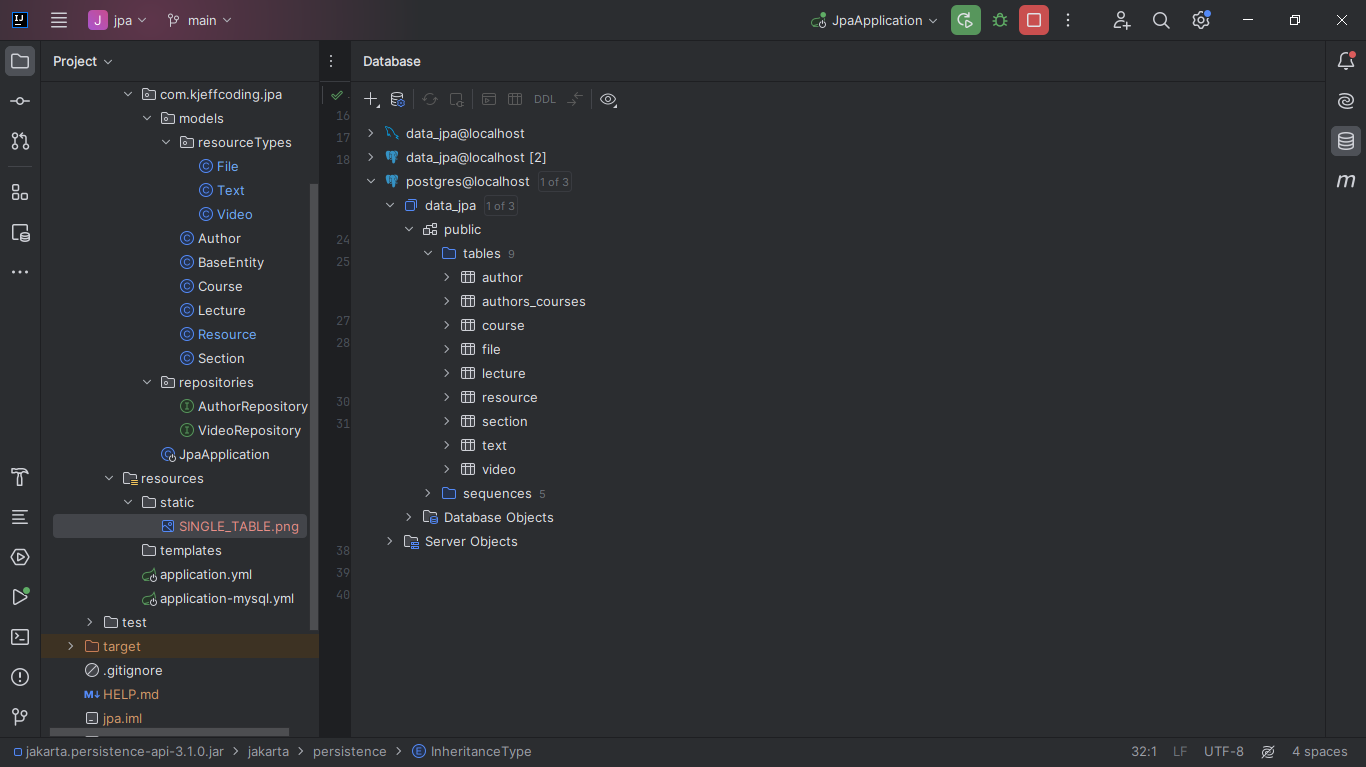 IJ
J jpa
main
JpaApplication
Project
com.kjeffcoding.jpa
models
resourceTypes
C File
C Text
C Video
C Author
C BaseEntity
C Course
C Lecture
C Resource
C Section
repositories
I AuthorRepository
I VideoRepository
C JpaApplication
resources
static
SINGLE_TABLE.png
templates
application.yml
application-mysql.yml
test
target
.gitignore
M↓ HELP.md
jpa.iml
16
17
18
24
25
27
28
30
31
38
39
40
Database
DDL
data_jpa@localhost
data_jpa@localhost [2]
postgres@localhost 1 of 3
data_jpa 1 of 3
public
tables 9
author
authors_courses
course
file
lecture
resource
section
text
video
sequences 5
Database Objects
Server Objects
m
jakarta.persistence-api-3.1.0.jar > jakarta > persistence > E InheritanceType
32:1 LF UTF-8 4 spaces